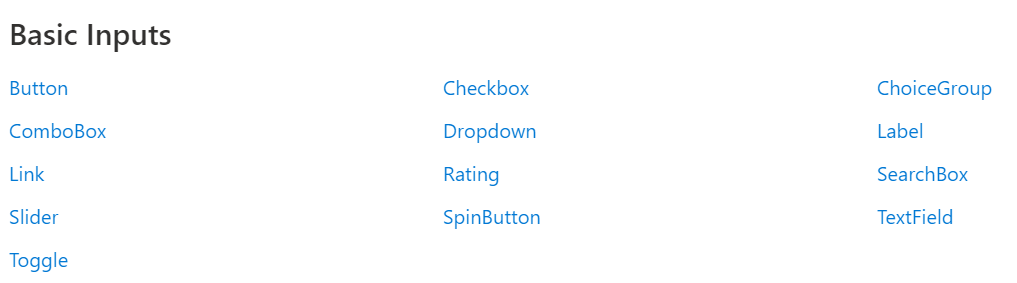 Basic Inputs
Button Checkbox ChoiceGroup
ComboBox Dropdown Label
Link Rating SearchBox
Slider SpinButton TextField
Toggle